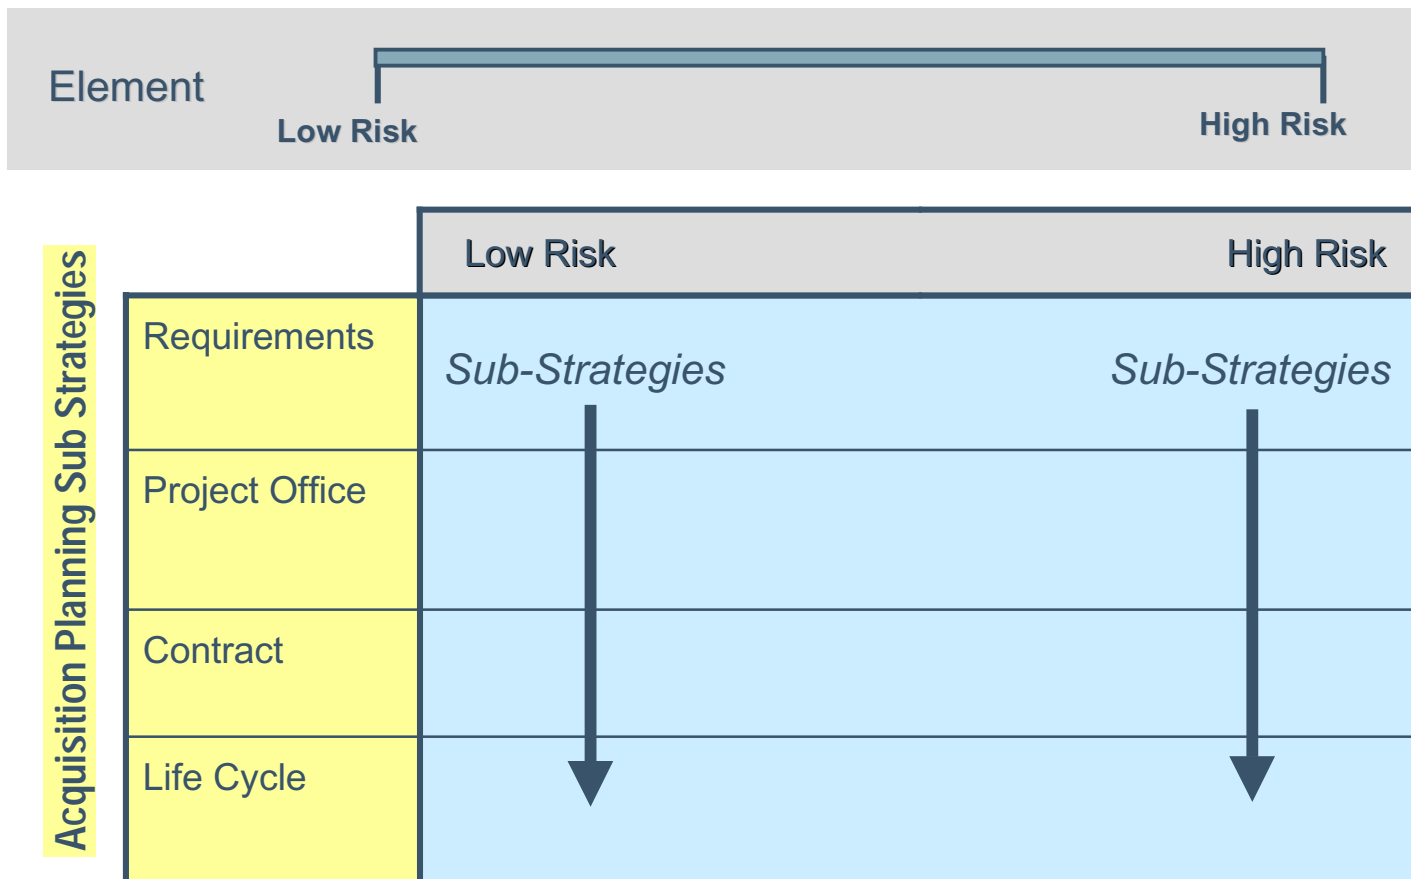 Element
Low Risk
High Risk
Low Risk
High Risk
Acquisition Planning Sub Strategies
Requirements
Sub-Strategies
Sub-Strategies
Project Office
Contract
Life Cycle